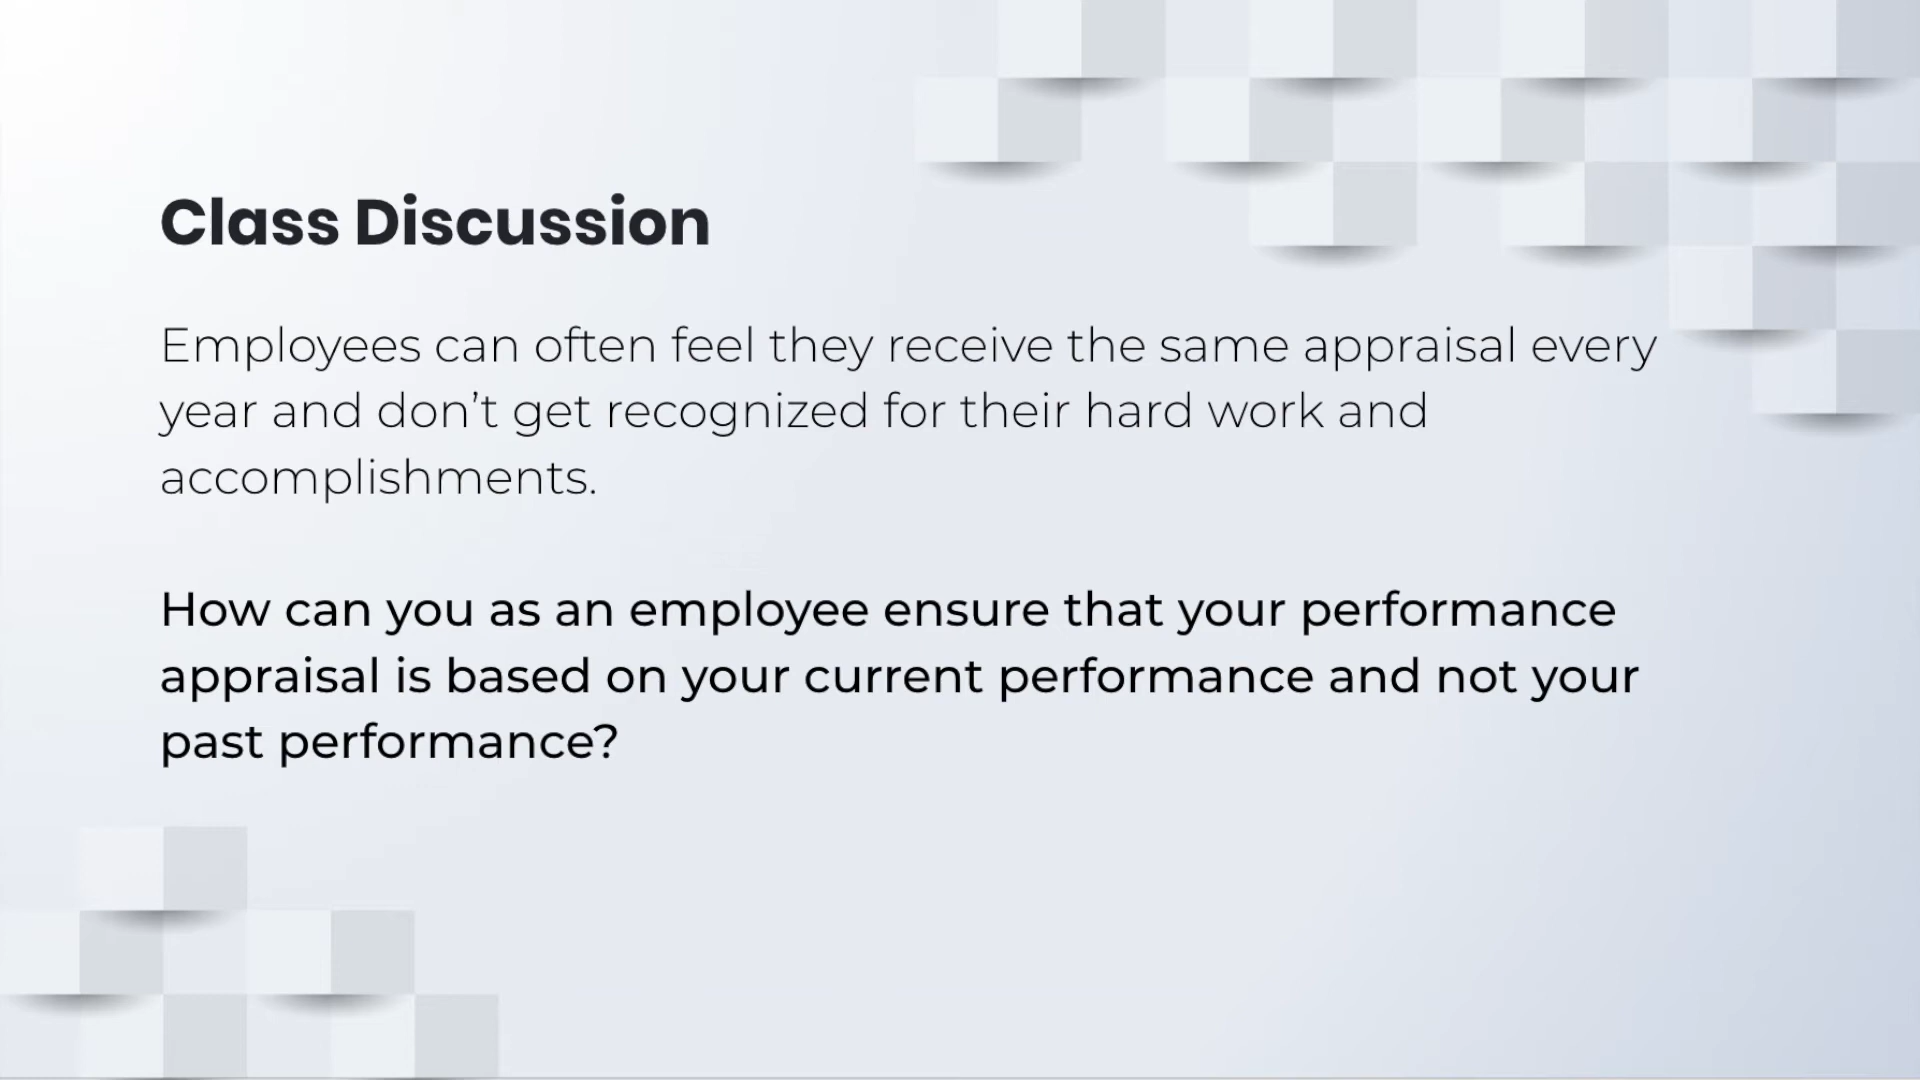 Class Discussion
Employees can often feel they receive the same appraisal every
year and don’t get recognized for their hard work and
accomplishments.
How can you as an employee ensure that your performance
appraisal is based on your current performance and not your
past performance?